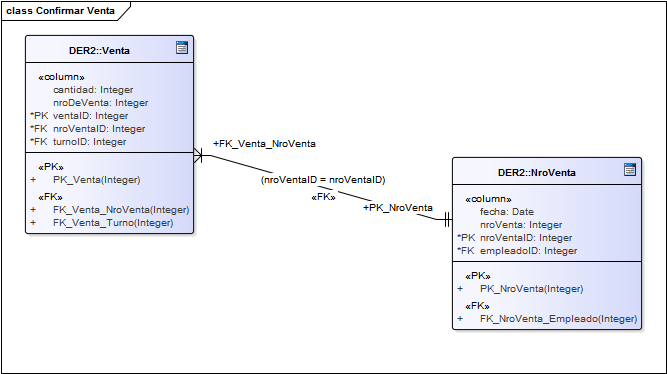 class Confirmar Venta
DER2::Venta
«column»
cantidad: Integer
nroDeVenta: Integer
*PK ventaID: Integer
*FK nroVentaID: Integer
*FK turnoID: Integer
«PK»
+ PK_Venta(Integer)
«FK»
+ FK_Venta_NroVenta(Integer)
+ FK_Venta_Turno(Integer)
+FK_Venta_NroVenta
(nroVentaID = nroVentaID)
«FK»
+PK_NroVenta
DER2::NroVenta
«column»
fecha: Date
nroVenta: Integer
*PK nroVentaID: Integer
*FK empleadoID: Integer
«PK»
+ PK_NroVenta(Integer)
«FK»
+ FK_NroVenta_Empleado(Integer)